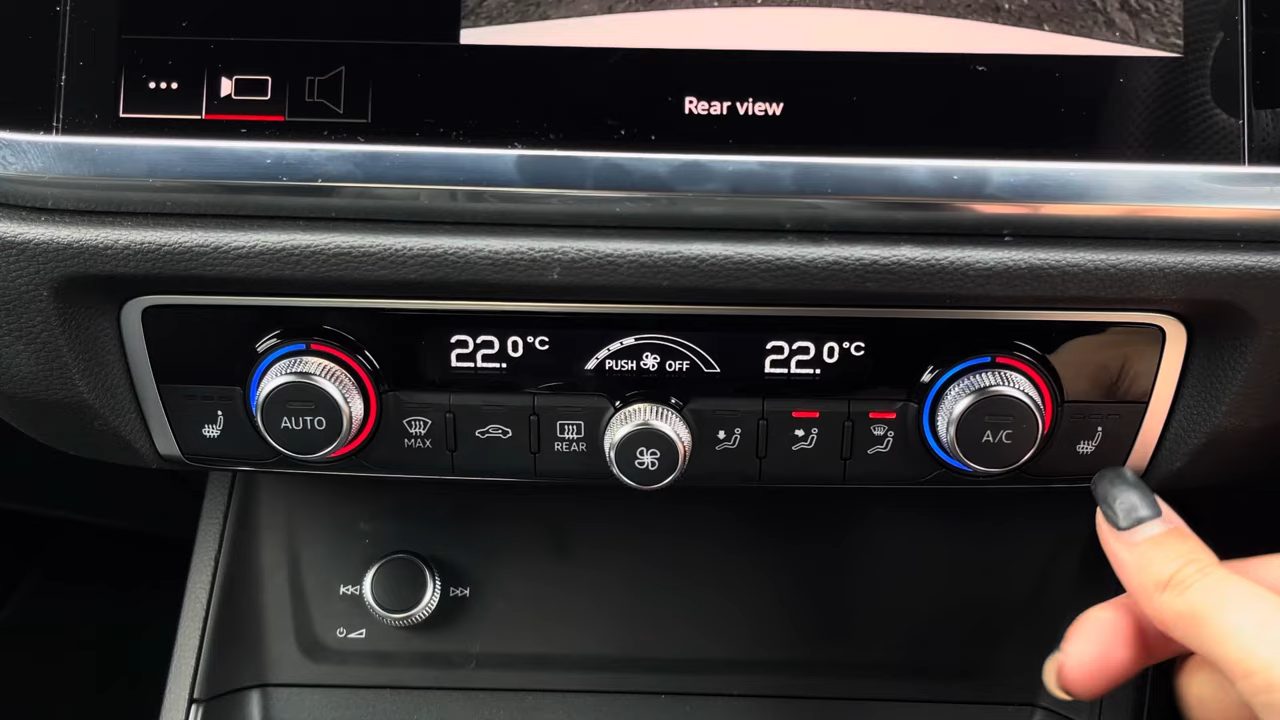 Rear view
22.0°C
PUSH OFF
22.0°C
AUTO
MAX
REAR
A/C